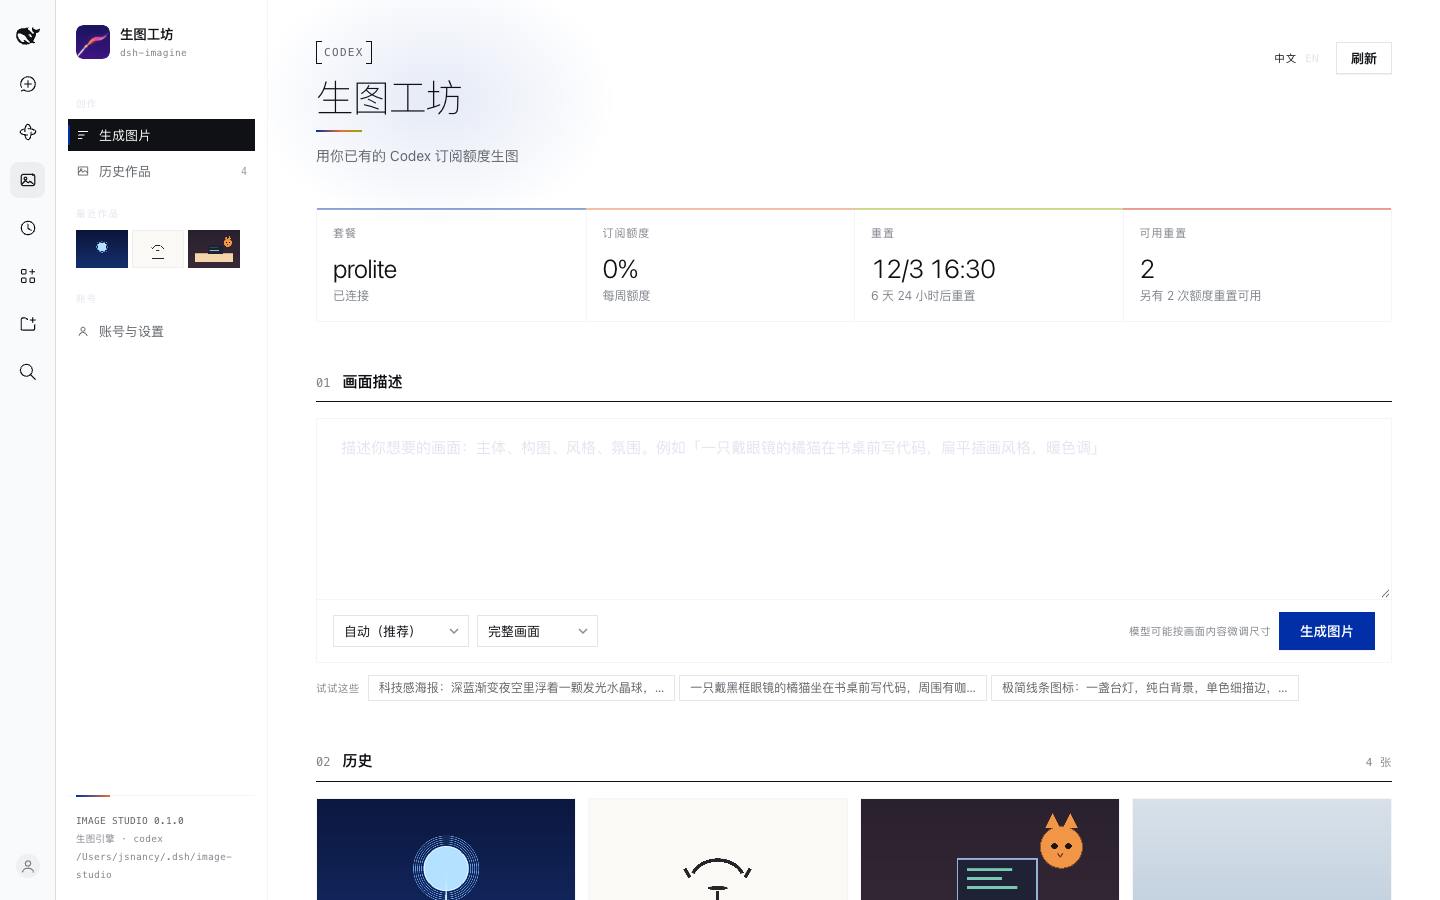 生图工坊
dsh-imagine
创作
生成图片
历史作品 4
最近作品
账号
账号与设置
IMAGE STUDIO 0.1.0
生图引擎 · codex
/Users/jsnancy/.dsh/image-
studio
CODEX
中文 EN 刷新
生图工坊
用你已有的 Codex 订阅额度生图
套餐
prolite
已连接
订阅额度
0%
每周额度
重置
12/3 16:30
6 天 24 小时后重置
可用重置
2
另有 2 次额度重置可用
01 画面描述
描述你想要的画面：主体、构图、风格、氛围。例如「一只戴眼镜的橘猫在书桌前写代码，扁平插画风格，暖色调」
自动（推荐） 完整画面 模型可能按画面内容微调尺寸 生成图片
试试这些 科技感海报：深蓝渐变夜空里浮着一颗发光水晶球，... 一只戴黑框眼镜的橘猫坐在书桌前写代码，周围有咖... 极简线条图标：一盏台灯，纯白背景，单色细描边，...
02 历史 4 张